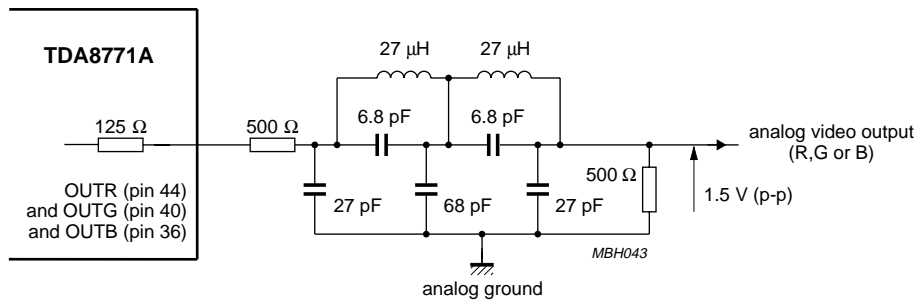 TDA8771A
27 μH
27 μH
6.8 pF
6.8 pF
125 Ω
500 Ω
analog video output
(R,G or B)
OUTR (pin 44)
and OUTG (pin 40)
and OUTB (pin 36)
27 pF
68 pF
27 pF
500 Ω
1.5 V (p-p)
MBH043
analog ground